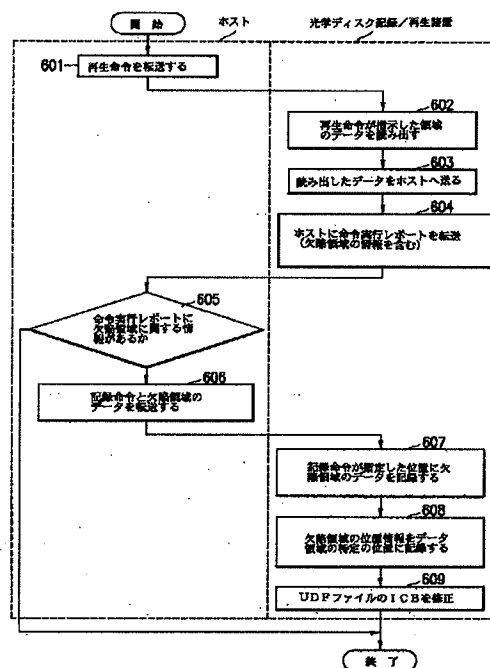 開始
ホスト
光学ディスク記録/再生装置
601
再生命令を転送する
602
再生命令が指示した領域
のデータを読み出す
603
読み出したデータをホストへ送る
604
ホストに命令実行レポートを転送
(欠陥領域の情報を含む)
605
命令実行レポートに
欠陥領域に関する情
報があるか
606
記録命令と欠陥領域の
データを転送する
607
記録命令が指定した位置に欠
陥領域のデータを記録する
608
欠陥領域の位置情報をデータ
領域の特定の位置に記録する
609
UDFファイルのICBを修正
終了